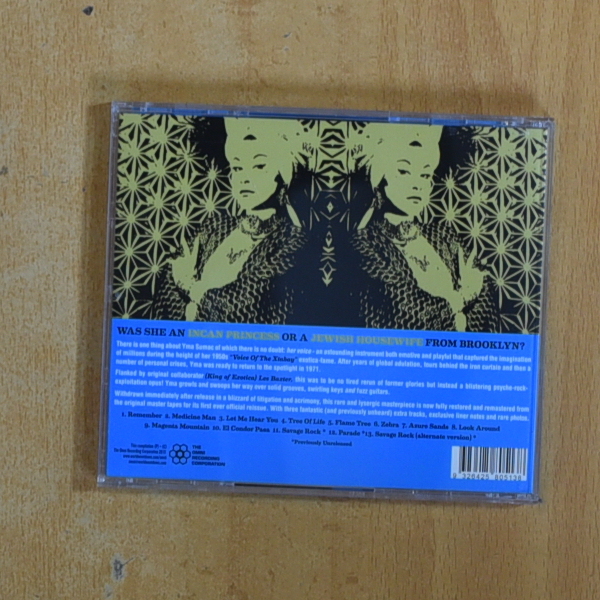 WAS SHE AN INCAN PRINCESS OR A JEWISH HOUSEWIFE FROM BROOKLYN?
There is one thing about Yma Sumac of which there is no doubt: her voice - an astounding instrument both emotive and playful that captured the imagination
of millions during the height of her 1950s "Voice Of The Xtabay" exotica-fame. After years of global adulation, tours behind the iron curtain and then a
number of personal crises, Yma was ready to return to the spotlight in 1971.
Flanked by original collaborator (King of Exotica) Les Baxter, this was to be no tired rerun of former glories but instead a blistering psyche-rock-
exploitation opus! Yma growls and swoops her way over solid grooves, swirling keys and fuzz guitars.
Withdrawn immediately after release in a blizzard of litigation and acrimony, this rare and lysergic masterpiece is now fully restored and remastered from
the original master tapes for its first ever official reissue. With three fantastic (and previously unheard) extra tracks, exclusive liner notes and rare photos.
1. Remember 2. Medicine Man 3. Let Me Hear You 4. Tree Of Life 5. Flame Tree 6. Zebra 7. Azure Sands 8. Look Around
9. Magenta Mountain 10. El Condor Pasa 11. Savage Rock * 12. Parade *13. Savage Rock (alternate version) *
*Previously Unreleased
THE
OMNI
RECORDING
CORPORATION
9 326425 805136